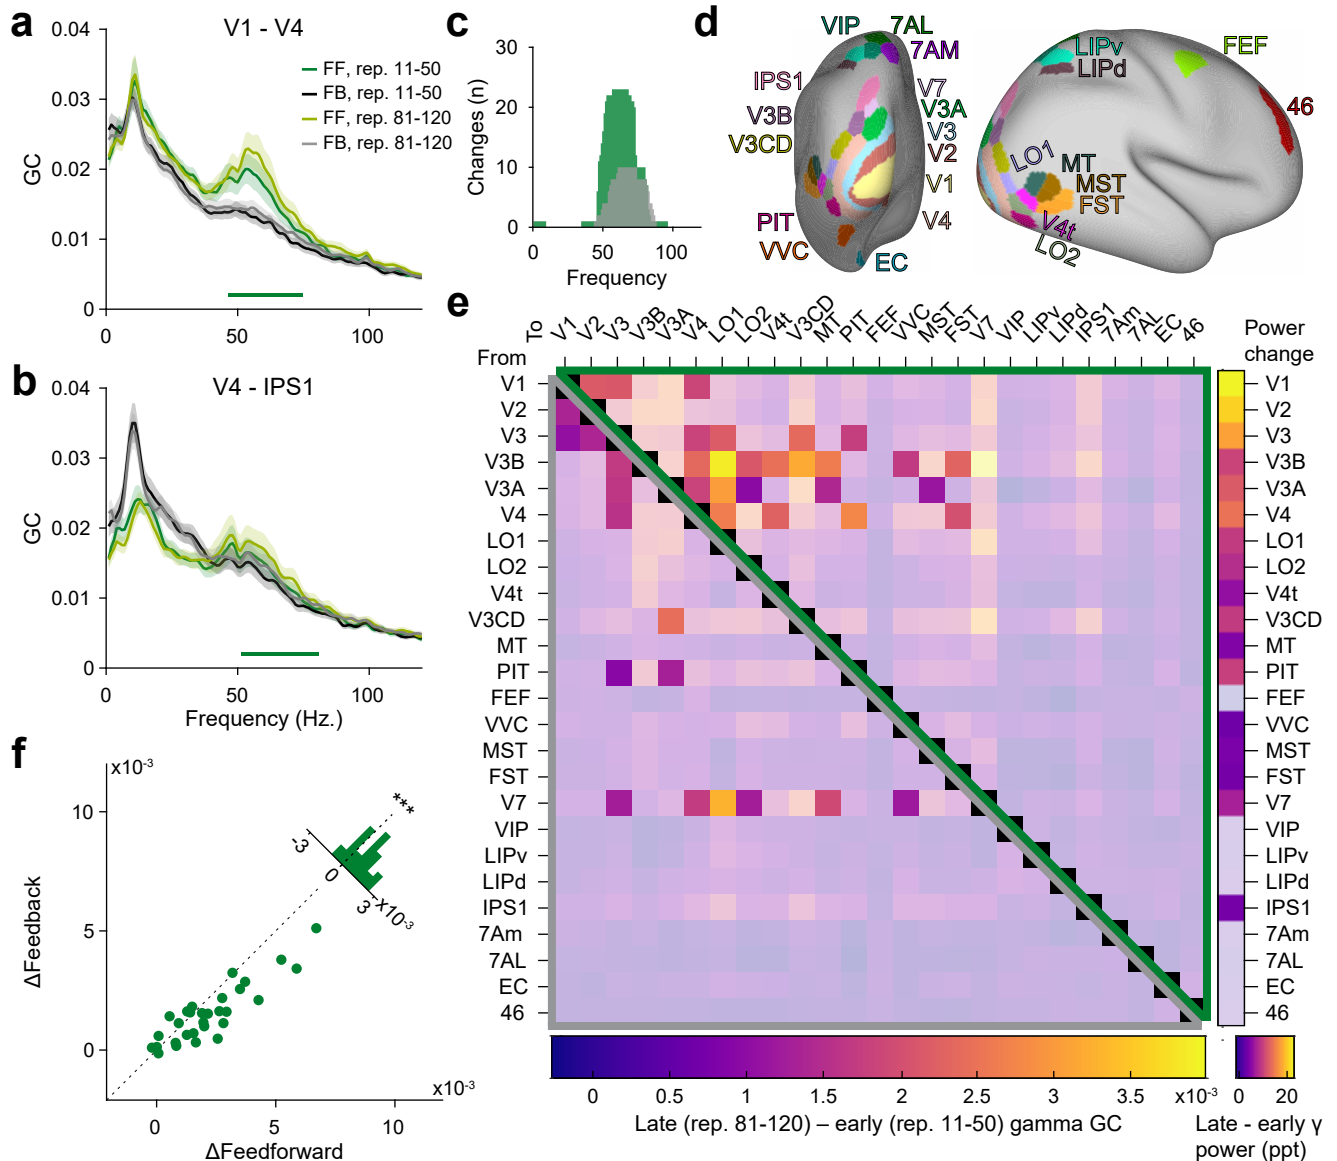 a
V1 - V4
0.04
0.03
0.02
0.01
0
GC
0
50
100
FF, rep. 11-50
FB, rep. 11-50
FF, rep. 81-120
FB, rep. 81-120
b
V4 - IPS1
0.04
0.03
0.02
0.01
0
GC
0
50
100
Frequency (Hz.)
c
30
20
10
0
Changes (n)
0
50
100
Frequency
d
VIP
7AL
7AM
IPS1
V7
V3B
V3A
V3CD
V3
V2
V1
PIT
V4
VVC
EC
LIPv
LIPd
FEF
46
LO1
MT
MST
FST
V4t
LO2
e
To
V1
V2
V3
V3B
V3A
V4
LO1
LO2
V4t
V3CD
MT
PIT
FEF
VVC
MST
FST
V7
VIP
LIPv
LIPd
IPS1
7Am
7AL
EC
46
From
V1
V2
V3
V3B
V3A
V4
LO1
LO2
V4t
V3CD
MT
PIT
FEF
VVC
MST
FST
V7
VIP
LIPv
LIPd
IPS1
7Am
7AL
EC
46
Power
change
V1
V2
V3
V3B
V3A
V4
LO1
LO2
V4t
V3CD
MT
PIT
FEF
VVC
MST
FST
V7
VIP
LIPv
LIPd
IPS1
7Am
7AL
EC
46
0
0.5
1
1.5
2
2.5
3
3.5
x10⁻³
Late (rep. 81-120) – early (rep. 11-50) gamma GC
0
20
Late - early γ
power (ppt)
f
x10⁻³
10
5
0
ΔFeedback
0
5
10
x10⁻³
ΔFeedforward
-3
0
3
x10⁻³
***